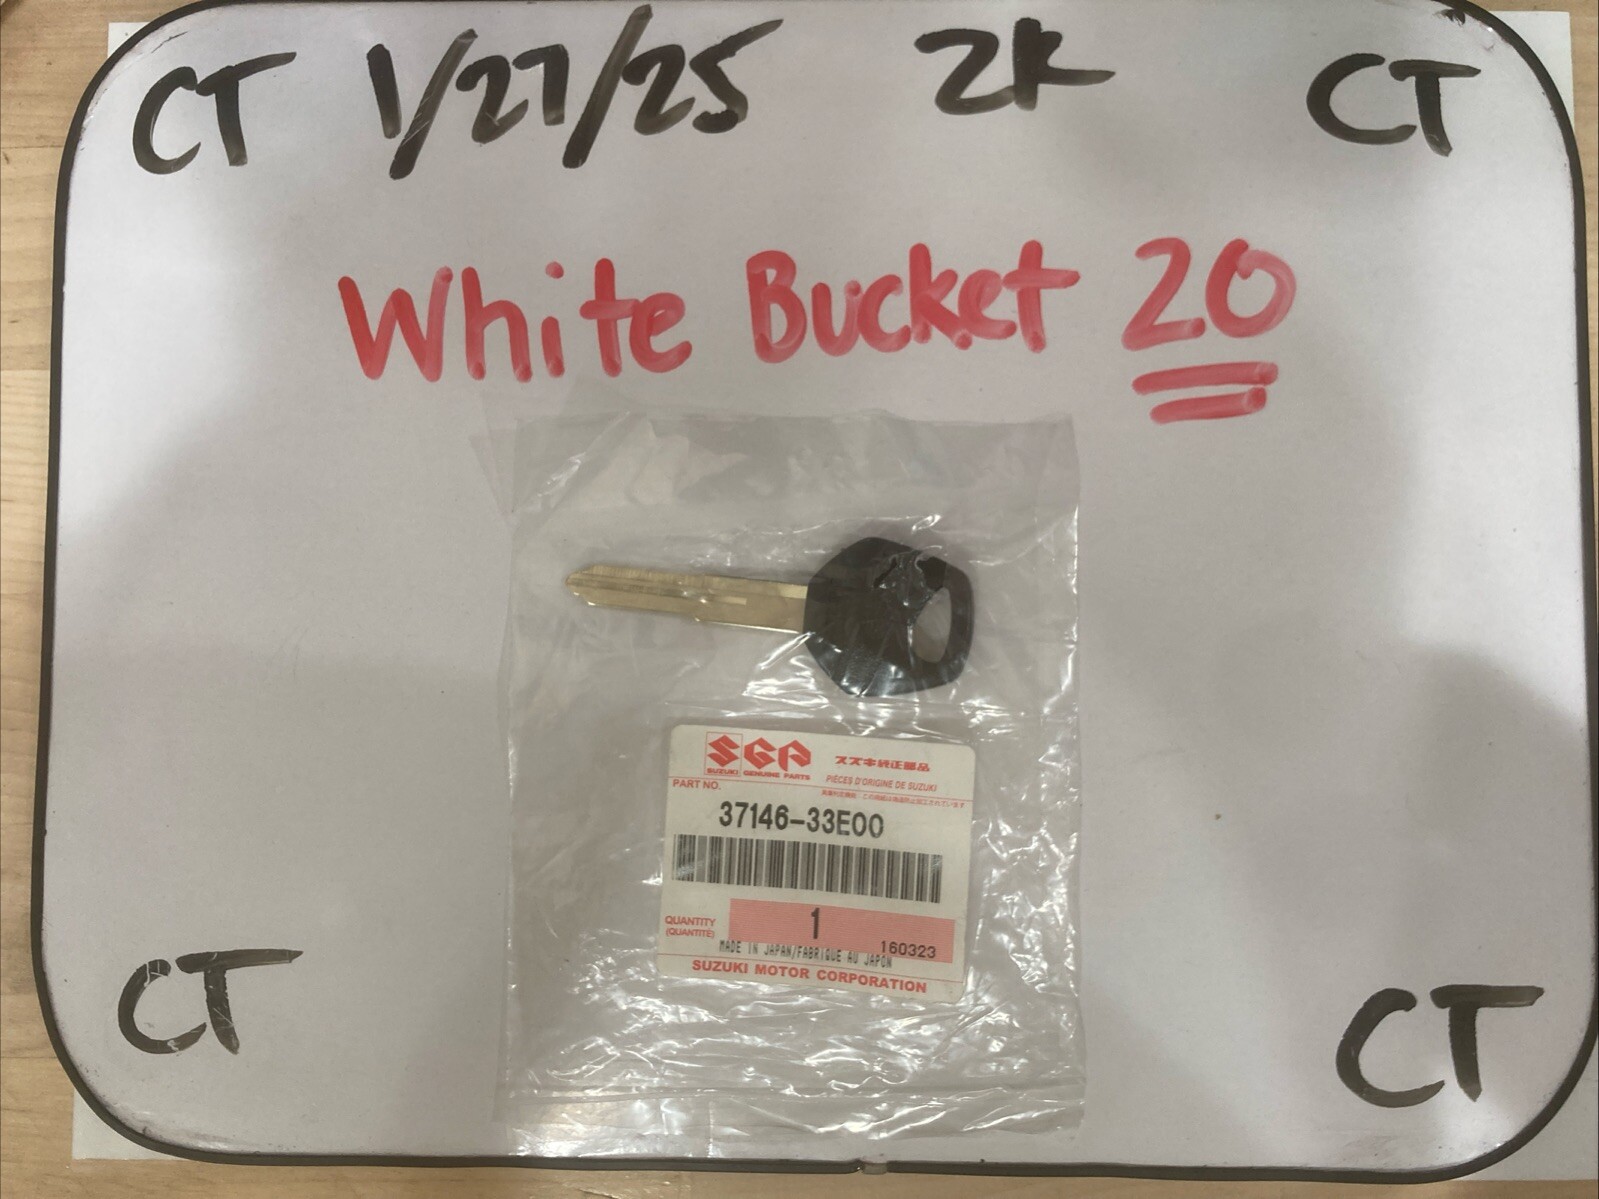 CT 1/27/25 ZK CT
White Bucket 20
SGP
SUZUKI GENUINE PARTS
スズキ純正部品
PIECES D'ORIGINE DE SUZUKI
PART NO.
37146-33E00
QUANTITY
(QUANTITÉ)
1
160323
MADE IN JAPAN/FABRIQUE AU JAPON
SUZUKI MOTOR CORPORATION
CT CT